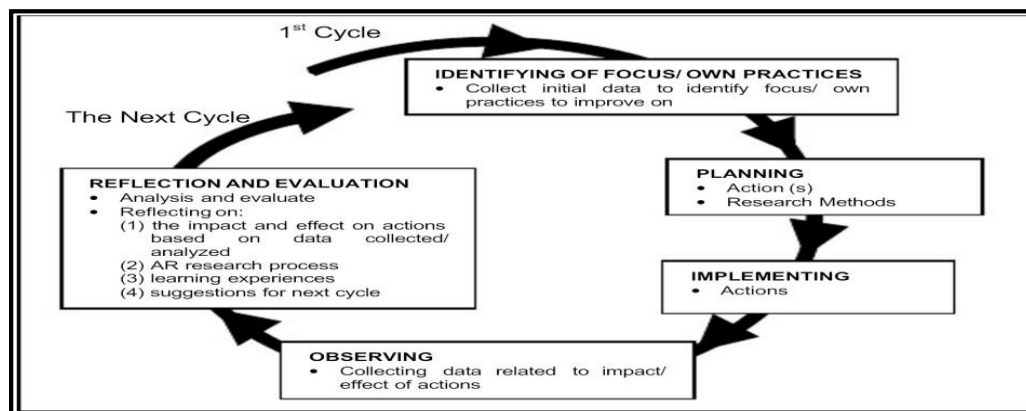 1st Cycle
IDENTIFYING OF FOCUS/ OWN PRACTICES
• Collect initial data to identify focus/ own
practices to improve on
The Next Cycle
PLANNING
• Action (s)
• Research Methods
IMPLEMENTING
• Actions
OBSERVING
• Collecting data related to impact/
effect of actions
REFLECTION AND EVALUATION
• Analysis and evaluate
• Reflecting on:
(1) the impact and effect on actions
based on data collected/
analyzed
(2) AR research process
(3) learning experiences
(4) suggestions for next cycle